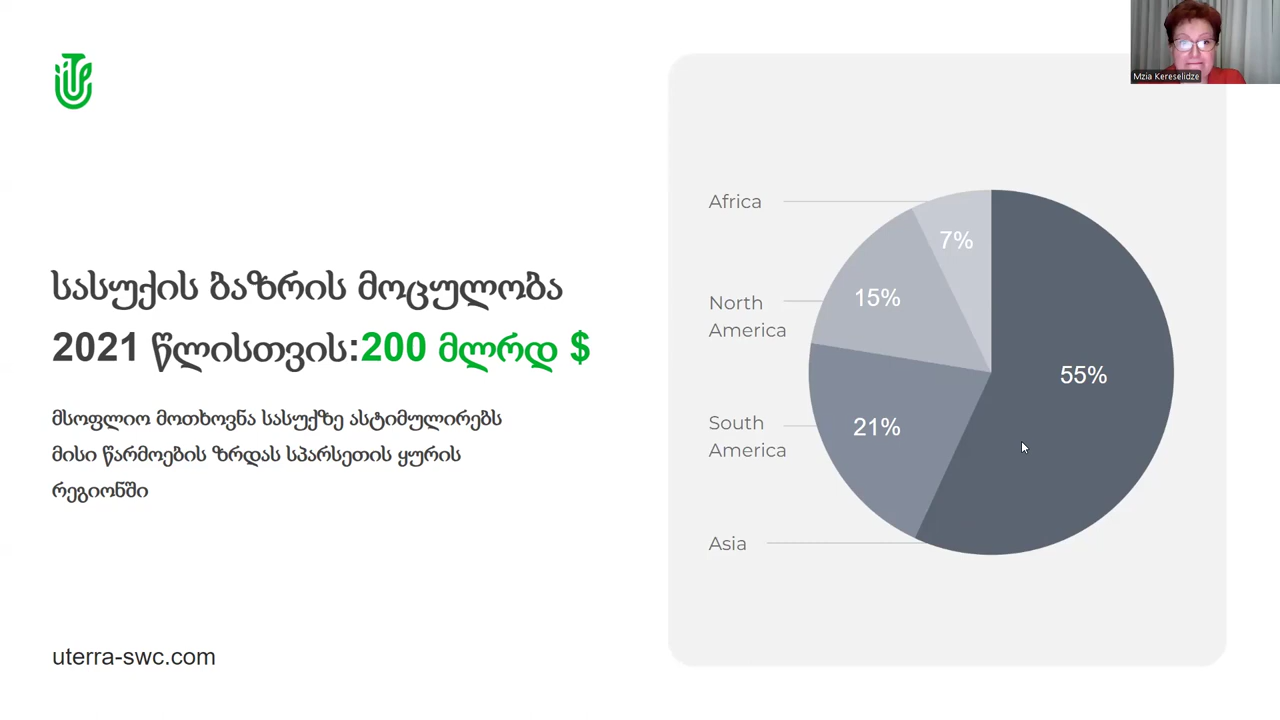 Mzia Kereselidze
სასუქის ბაზრის მოცულობა
2021 წლისთვის:200 მლრდ $
მსოფლიო მოთხოვნა სასუქზე ასტიმულირებს
მისი წარმოების ზრდას სპარსეთის ყურის
რეგიონში
uterra-swc.com
Africa
7%
North
America
15%
55%
South
America
21%
Asia